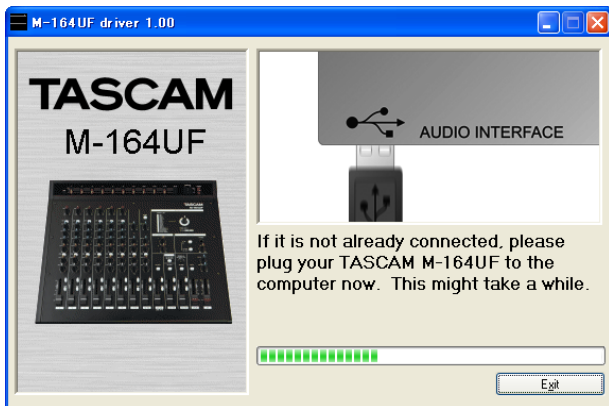 M-164UF driver 1.00
TASCAM
M-164UF
TASCAM
AUDIO INTERFACE
If it is not already connected, please
plug your TASCAM M-164UF to the
computer now.  This might take a while.
Exit